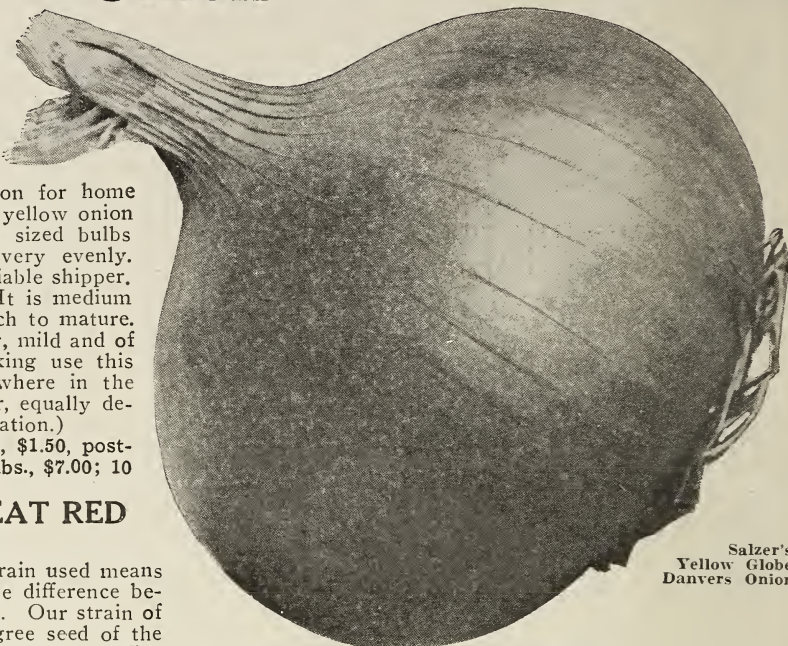 on for home
yellow onion
sized bulbs
very evenly.
iable shipper.
It is medium
ch to mature.
, mild and of
king use this
where in the
r, equally de-
ation.)
, $1.50, post-
bs., $7.00; 10
EAT RED
rain used means
e difference be-
. Our strain of
gree seed of the
Salzer's
Yellow Globe
Danvers Onion